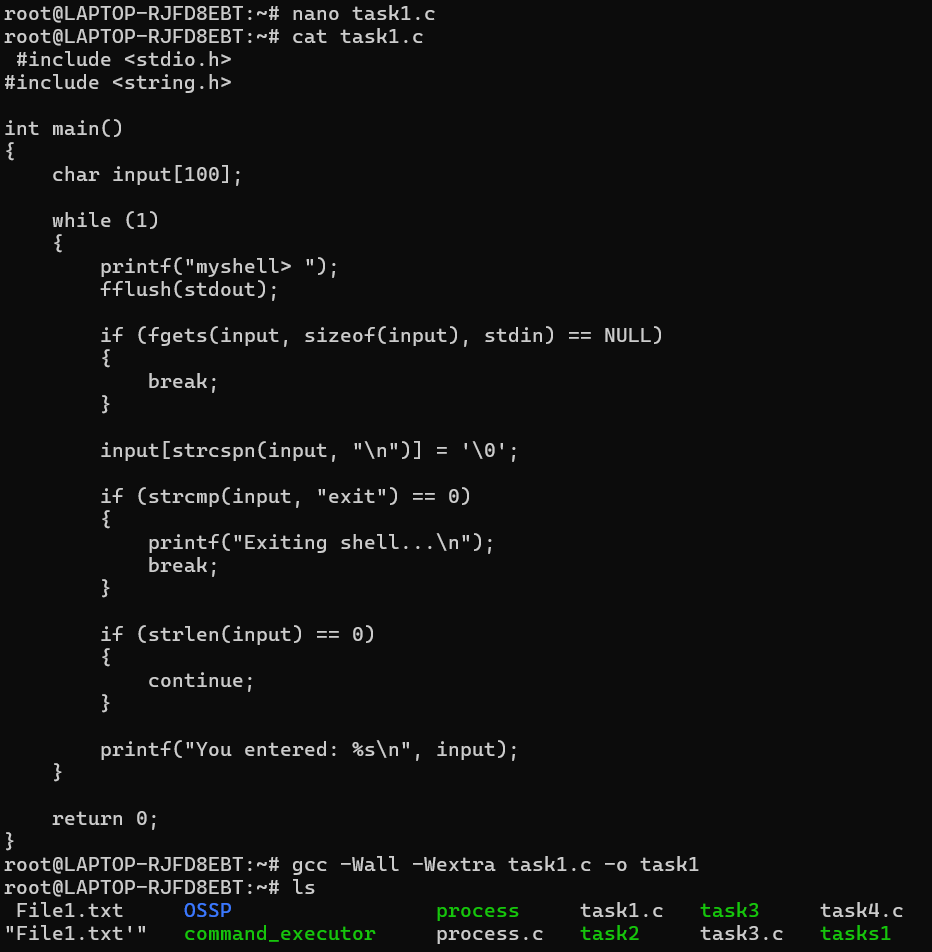 root@LAPTOP-RJFD8EBT:~# nano task1.c
root@LAPTOP-RJFD8EBT:~# cat task1.c
 #include <stdio.h>
#include <string.h>

int main()
{
    char input[100];

    while (1)
    {
        printf("myshell> ");
        fflush(stdout);

        if (fgets(input, sizeof(input), stdin) == NULL)
        {
            break;
        }

        input[strcspn(input, "\n")] = '\0';

        if (strcmp(input, "exit") == 0)
        {
            printf("Exiting shell...\n");
            break;
        }

        if (strlen(input) == 0)
        {
            continue;
        }

        printf("You entered: %s\n", input);
    }

    return 0;
}
root@LAPTOP-RJFD8EBT:~# gcc -Wall -Wextra task1.c -o task1
root@LAPTOP-RJFD8EBT:~# ls
 File1.txt     OSSP                 process     task1.c   task3     task4.c
"File1.txt'"   command_executor     process.c   task2     task3.c   tasks1